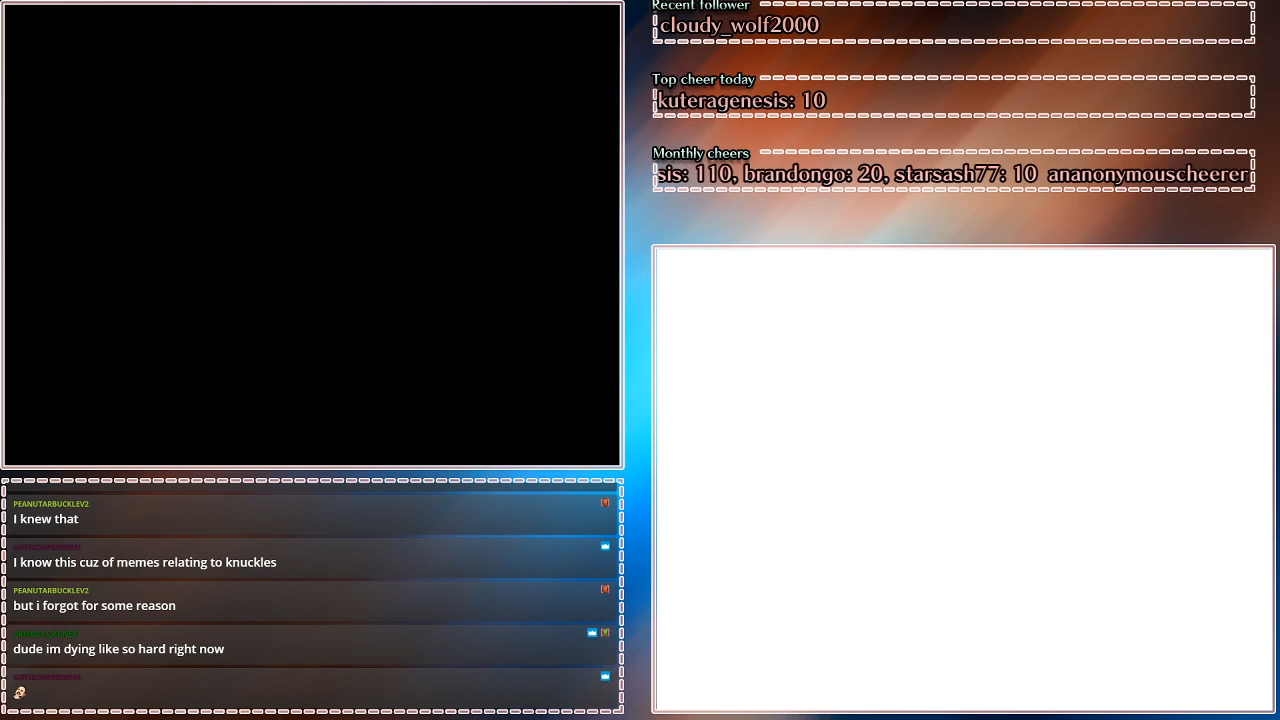 Recent follower
cloudy_wolf2000
Top cheer today
kuteragenesis: 10
Monthly cheers
sis: 110, brandongo: 20, starsash77: 10 ananonymouscheerer
PEANUTARBUCKLEV2
I knew that
I know this cuz of memes relating to knuckles
PEANUTARBUCKLEV2
but i forgot for some reason
dude im dying like so hard right now